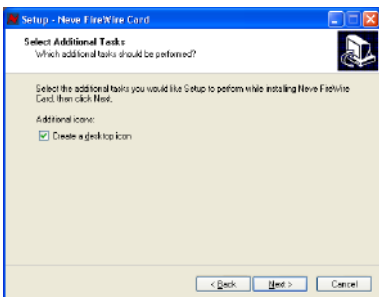 Setup - Neve FireWire Card
Select Additional Tasks
Which additional tasks should be performed?
Select the additional tasks you would like Setup to perform while installing Neve FireWire
Card, then click Next.
Additional icons:
Create a desktop icon
< Back Next > Cancel